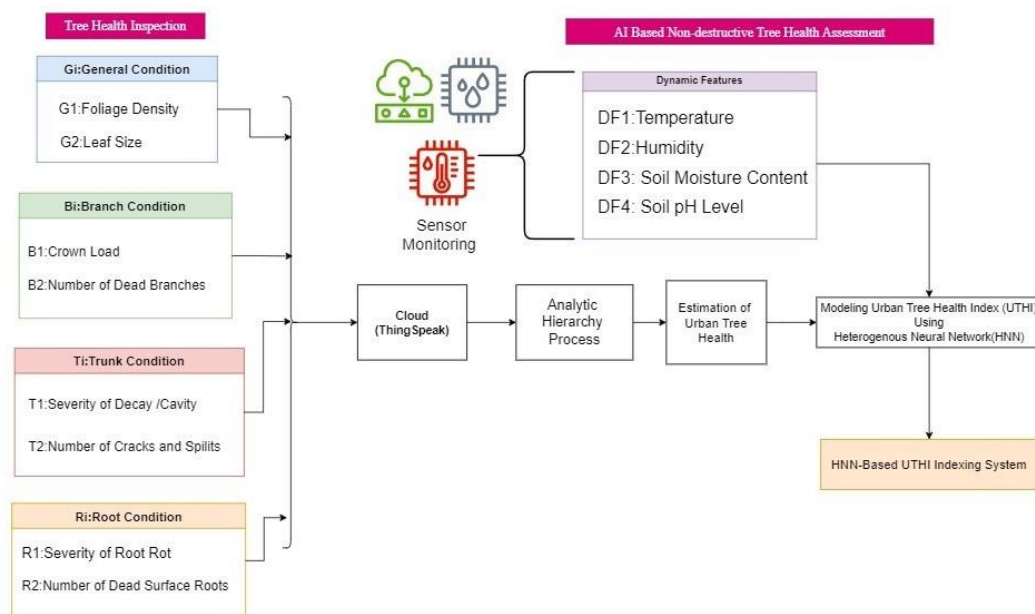 Tree Health Inspection
Gi:General Condition
G1:Foliage Density
G2:Leaf Size
Bi:Branch Condition
B1:Crown Load
B2:Number of Dead Branches
Ti:Trunk Condition
T1:Severity of Decay /Cavity
T2:Number of Cracks and Spilits
Ri:Root Condition
R1:Severity of Root Rot
R2:Number of Dead Surface Roots
AI Based Non-destructive Tree Health Assessment
Sensor
Monitoring
Dynamic Features
DF1:Temperature
DF2:Humidity
DF3: Soil Moisture Content
DF4: Soil pH Level
Cloud
(ThingSpeak)
Analytic
Hierarchy
Process
Estimation of
Urban Tree
Health
Modeling Urban Tree Health Index (UTHI)
Using
Heterogenous Neural Network(HNN)
HNN-Based UTHI Indexing System